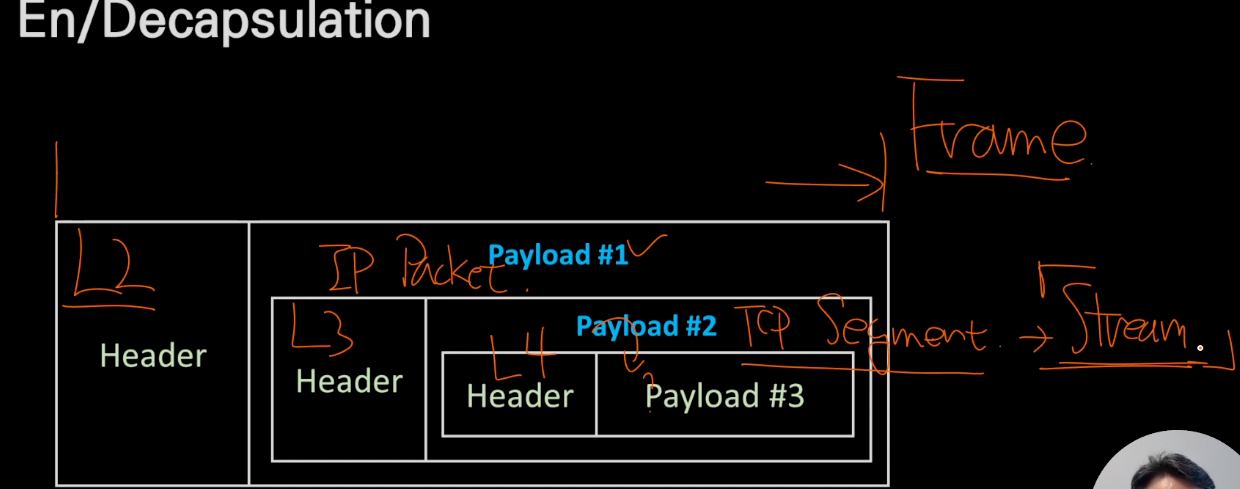 En/Decapsulation
Frame
L2
Header
IP Packet.
Payload #1
L3
Header
Payload #2
TCP Segment. → Stream.
L4
Header
?
Payload #3